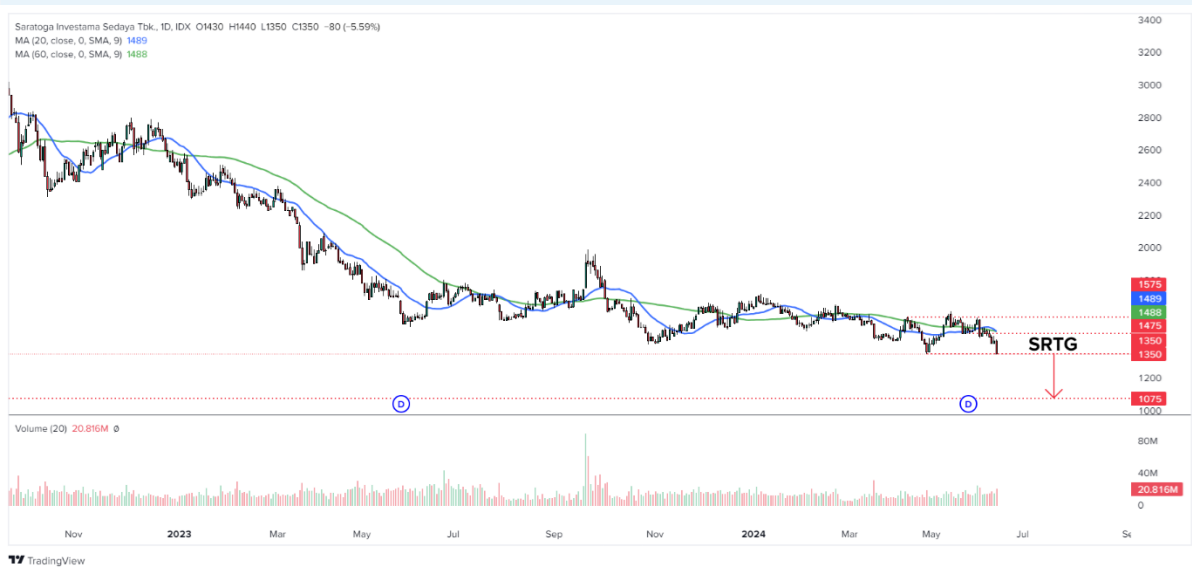 Saratoga Investama Sedaya Tbk., 1D, IDX O1430 H1440 L1350 C1350 −80 (−5.59%)
MA (20, close, 0, SMA, 9) 1489
MA (60, close, 0, SMA, 9) 1488
3400
3200
3000
2800
2600
2400
2200
2000
1575
1489
1488
1475
1350
SRTG
1350
1200
D
D
1075
1000
Volume (20) 20.816M Ø
80M
40M
20.816M
0
Nov 2023 Mar May Jul Sep Nov 2024 Mar May Jul
TradingView